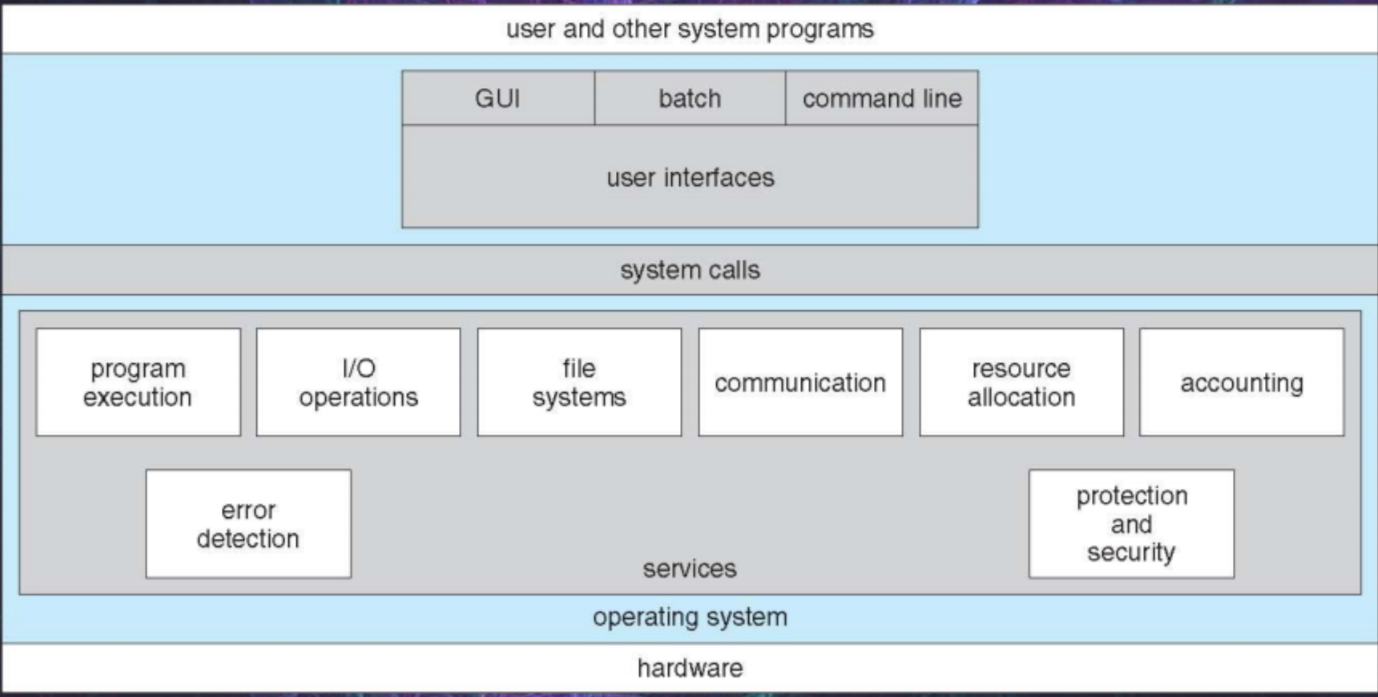 user and other system programs
GUI
batch
command line
user interfaces
system calls
program
execution
I/O
operations
file
systems
communication
resource
allocation
accounting
error
detection
protection
and
security
services
operating system
hardware